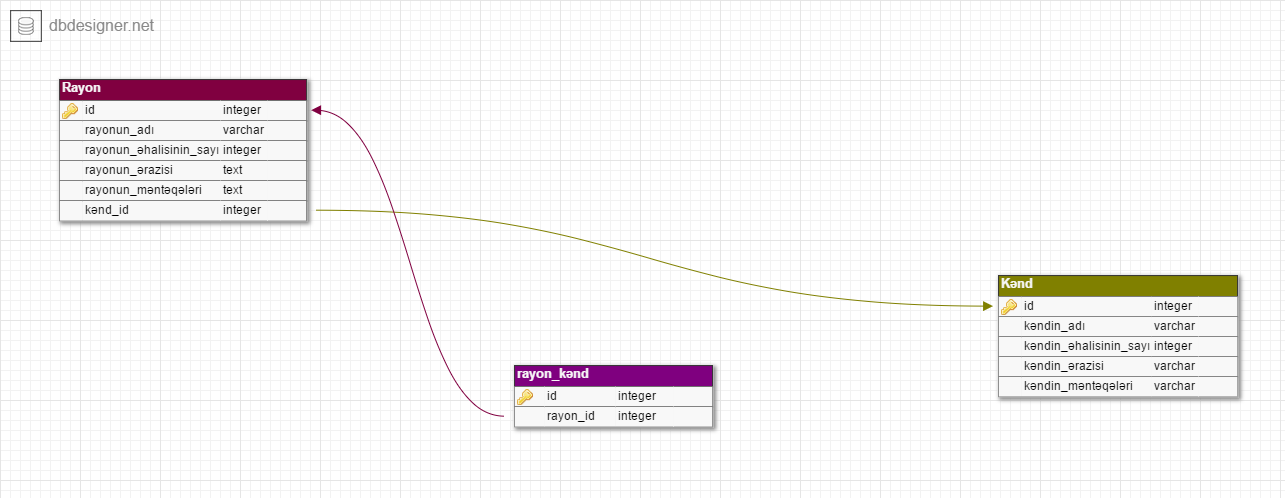 dbdesigner.net
Rayon
id integer
rayonun_adı varchar
rayonun_əhalisinin_sayı integer
rayonun_ərazisi text
rayonun_məntəqələri text
kənd_id integer
Kənd
id integer
kəndin_adı varchar
kəndin_əhalisinin_sayı integer
kəndin_ərazisi varchar
kəndin_məntəqələri varchar
rayon_kənd
id integer
rayon_id integer